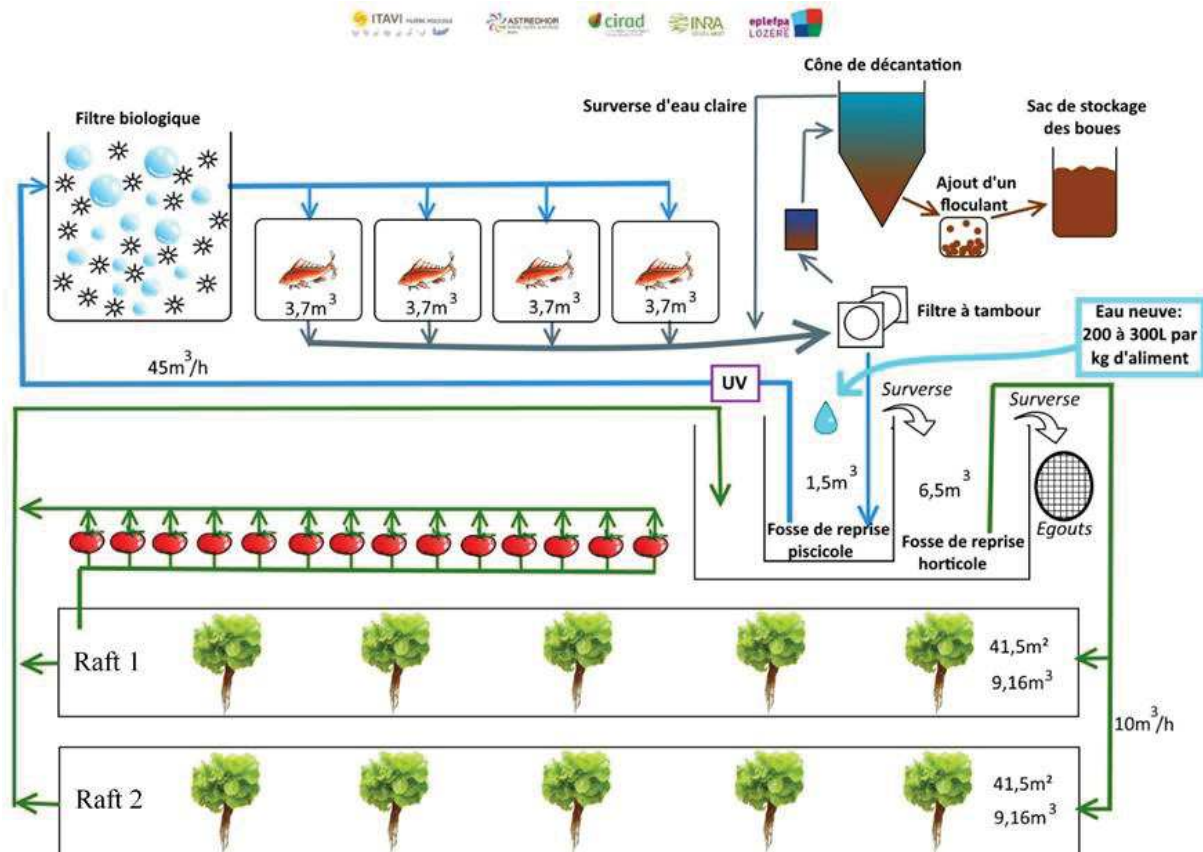 ITAVI FILIÈRE PISCICOLE
ASTREDHOR
cirad
INRA
eplefpa
LOZERE
Cône de décantation
Surverse d'eau claire
Sac de stockage
des boues
Filtre biologique
Ajout d'un
floculant
3,7m³
3,7m³
3,7m³
3,7m³
Filtre à tambour
Eau neuve:
200 à 300L par
kg d'aliment
45m³/h
UV
Surverse
Surverse
1,5m³
6,5m³
Fosse de reprise
piscicole
Fosse de reprise
horticole
Egouts
Raft 1
41,5m²
9,16m³
10m³/h
Raft 2
41,5m²
9,16m³